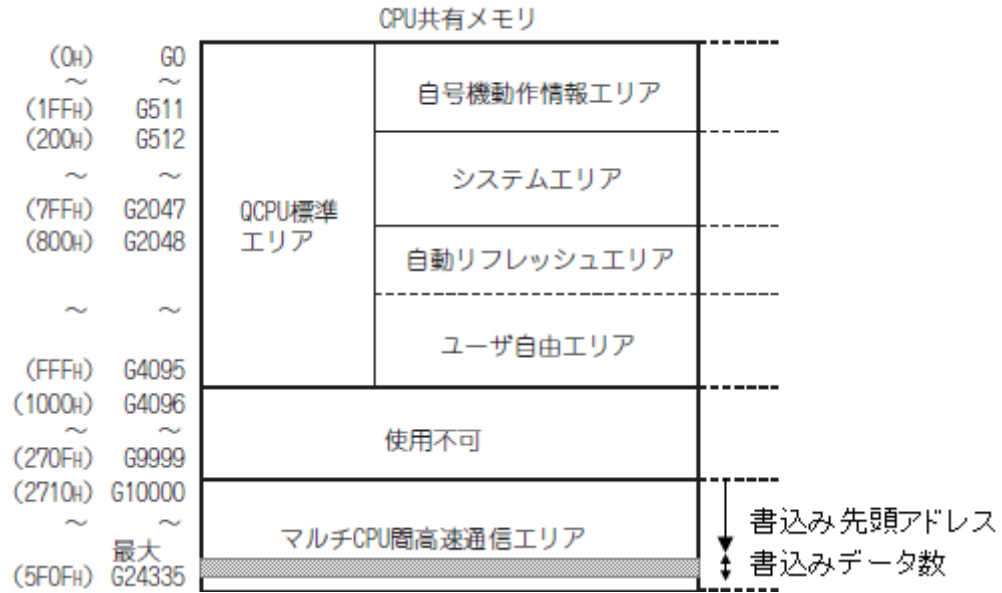 CPU共有メモリ
(0H) G0
～ ～
(1FFH) G511
自号機動作情報エリア
(200H) G512
～ ～
(7FFH) G2047
システムエリア
QCPU標準
エリア
(800H) G2048
自動リフレッシュエリア
～ ～
ユーザ自由エリア
(FFFH) G4095
(1000H) G4096
～ ～
使用不可
(270FH) G9999
(2710H) G10000
～ ～
マルチCPU間高速通信エリア
書込み先頭アドレス
最大
(5F0FH) G24335
書込みデータ数